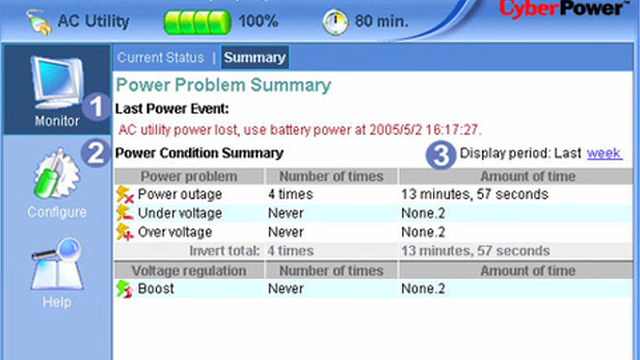 AC Utility 100% 80 min. CyberPower™
Current Status | Summary
Power Problem Summary
Last Power Event:
AC utility power lost, use battery power at 2005/5/2 16:17:27.
Monitor 1
2 Power Condition Summary 3 Display period: Last week
Power problem Number of times Amount of time
Power outage 4 times 13 minutes, 57 seconds
Under voltage Never None.2
Over voltage Never None.2
Invert total: 4 times 13 minutes, 57 seconds
Voltage regulation Number of times Amount of time
Boost Never None.2
Configure
Help